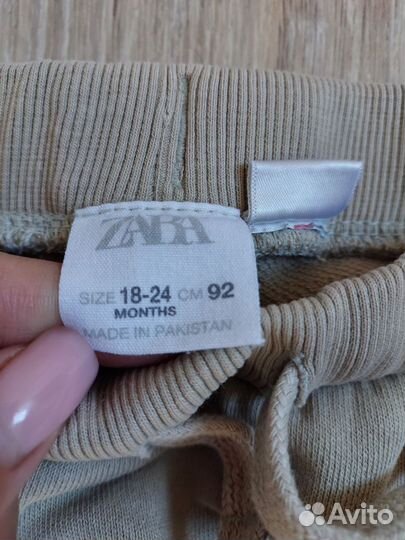 ZARA
SIZE 18-24 CM 92
MONTHS
MADE IN PAKISTAN
Avito